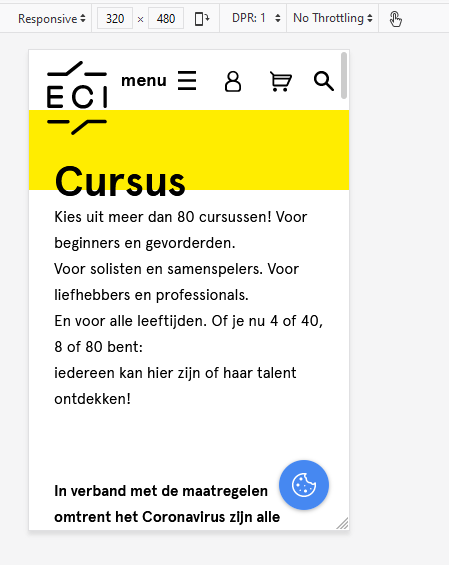 Responsive 320 × 480 DPR: 1 No Throttling
ECI menu
Cursus
Kies uit meer dan 80 cursussen! Voor
beginners en gevorderden.
Voor solisten en samenspelers. Voor
liefhebbers en professionals.
En voor alle leeftijden. Of je nu 4 of 40,
8 of 80 bent:
iedereen kan hier zijn of haar talent
ontdekken!
In verband met de maatregelen
omtrent het Coronavirus zijn alle